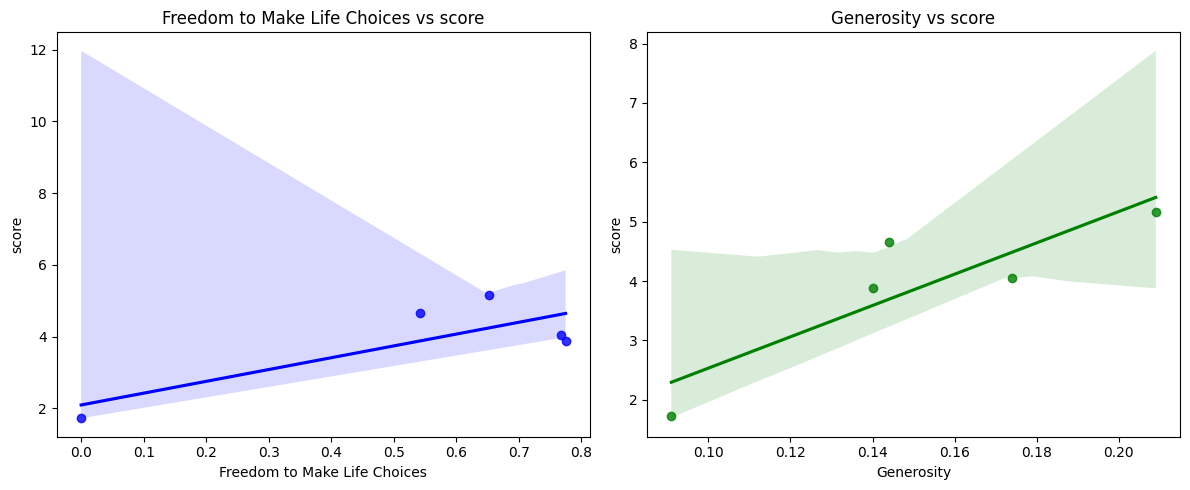 Freedom to Make Life Choices vs score
12
10
8
6
4
2
score
0.0 0.1 0.2 0.3 0.4 0.5 0.6 0.7 0.8
Freedom to Make Life Choices
Generosity vs score
8
7
6
5
4
3
2
score
0.10 0.12 0.14 0.16 0.18 0.20
Generosity